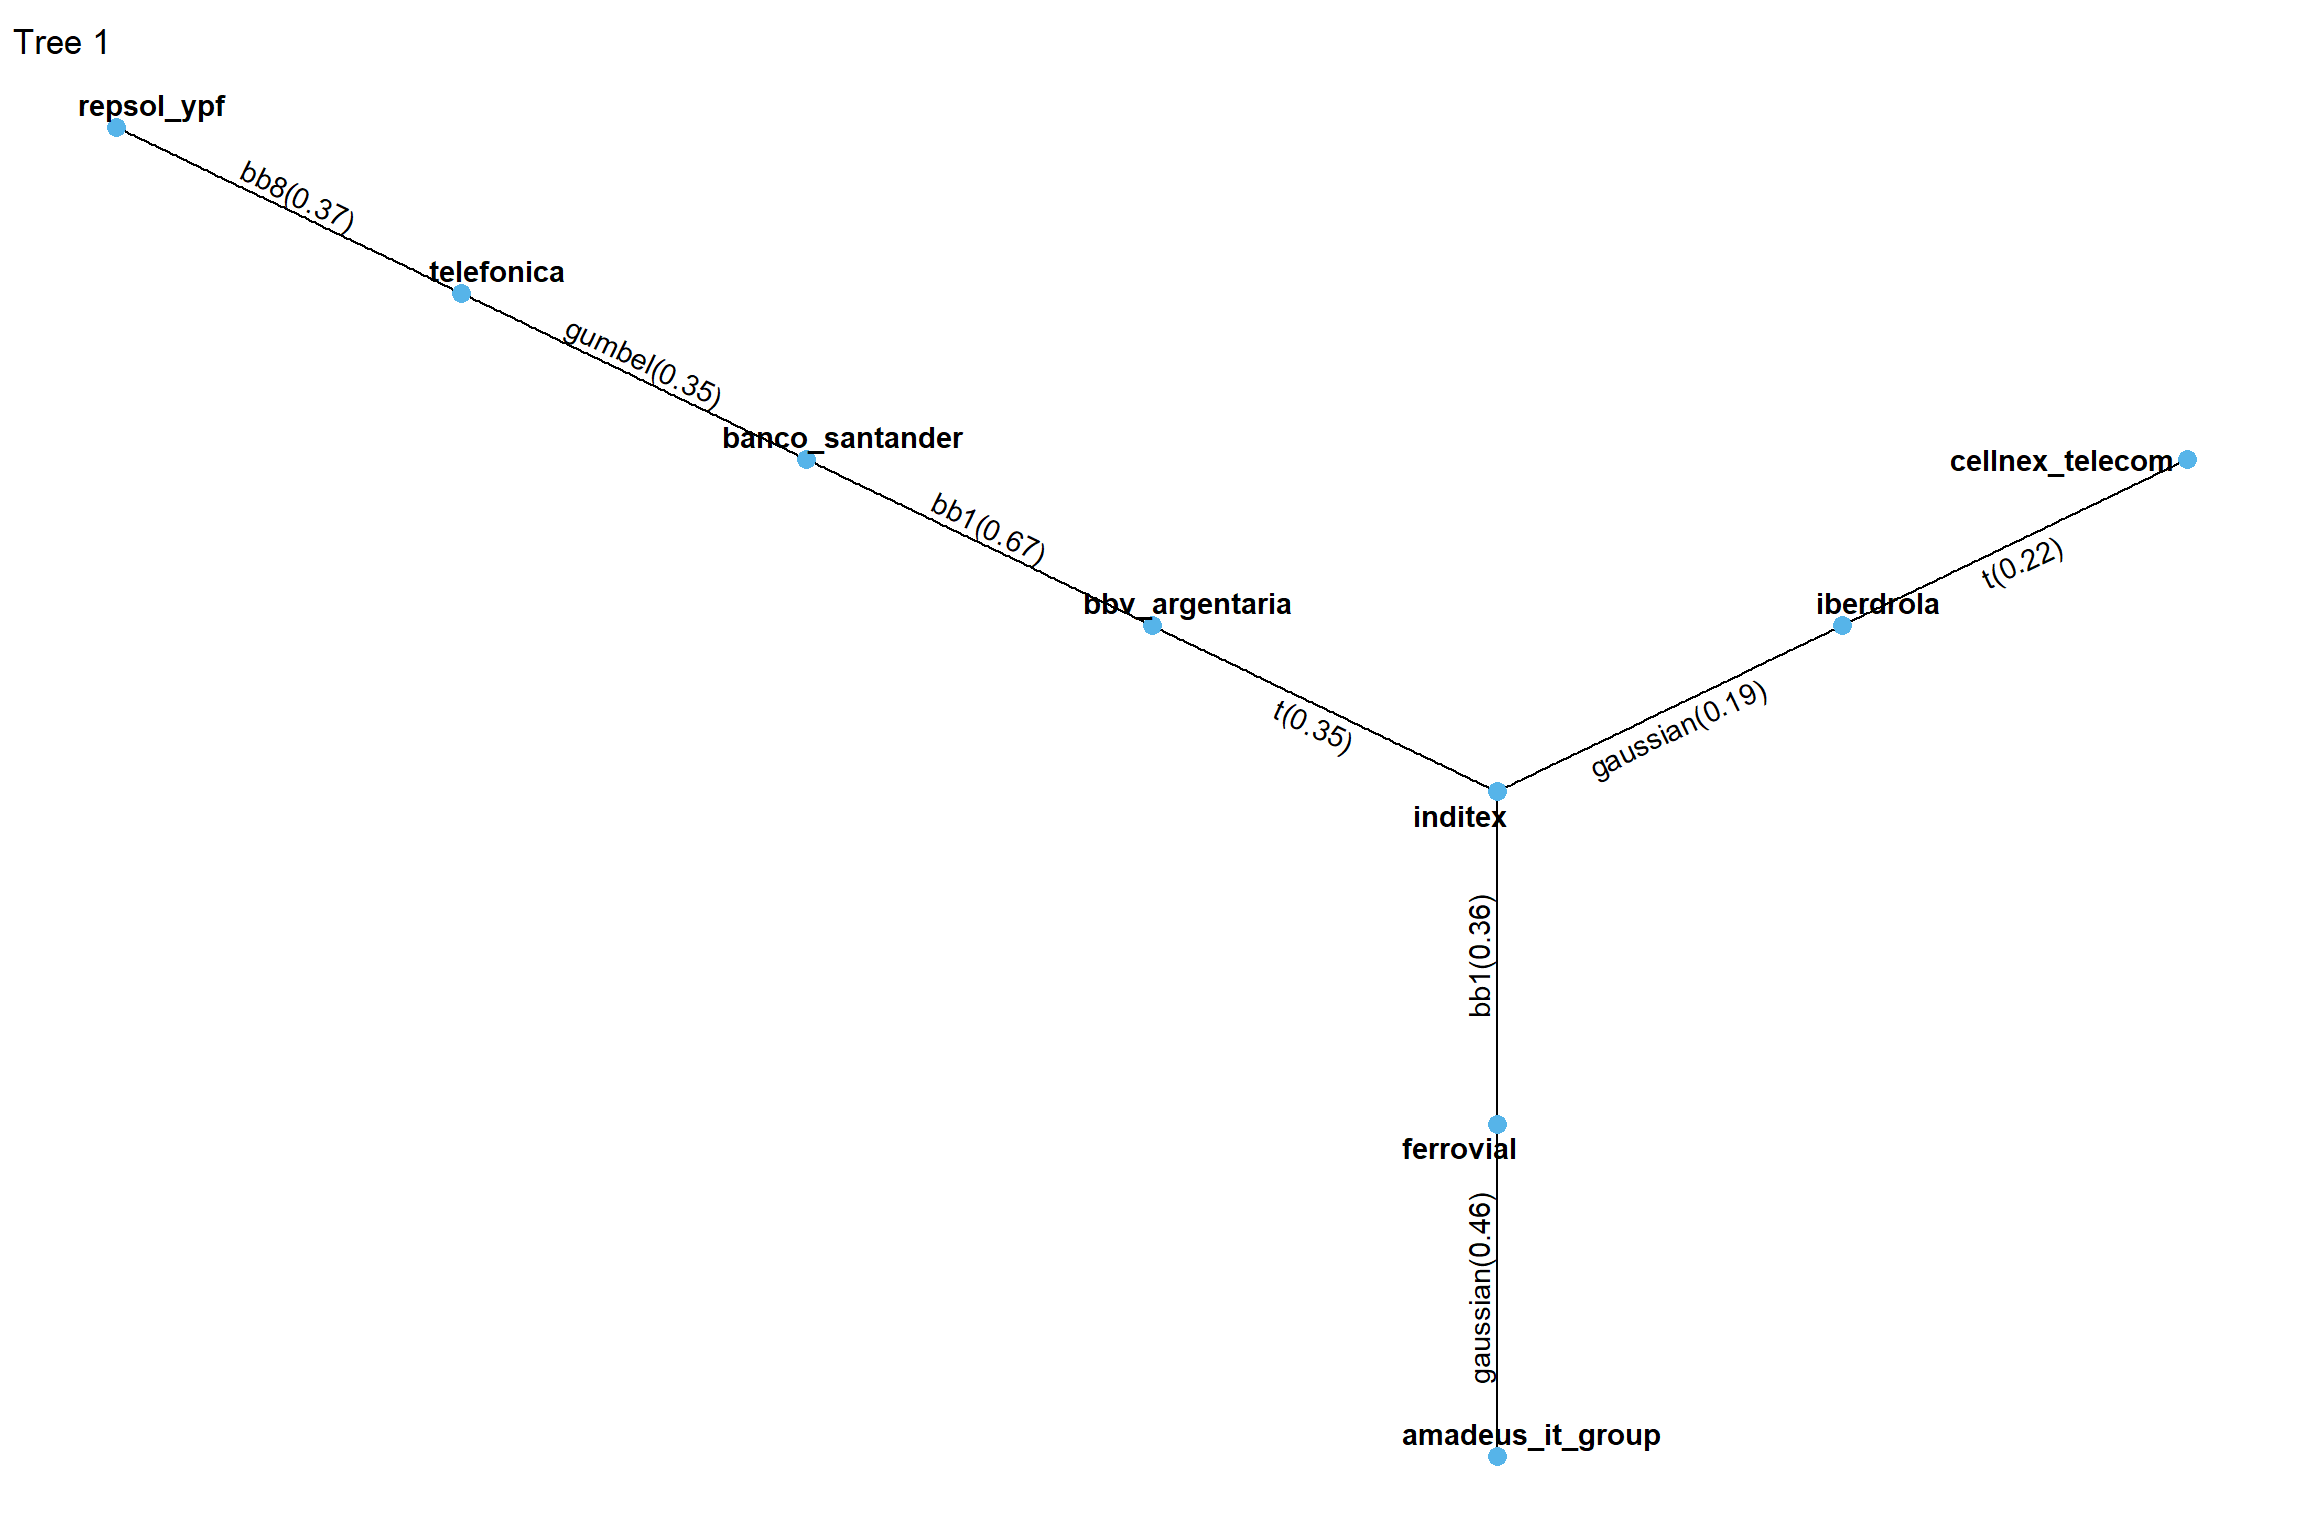 Tree 1
repsol_ypf
bb8(0.37)
telefonica
gumbel(0.35)
banco_santander
cellnex_telecom
bb1(0.67)
t(0.22)
bbv_argentaria
iberdrola
t(0.35)
gaussian(0.19)
inditex
bb1(0.36)
ferrovial
gaussian(0.46)
amadeus_it_group